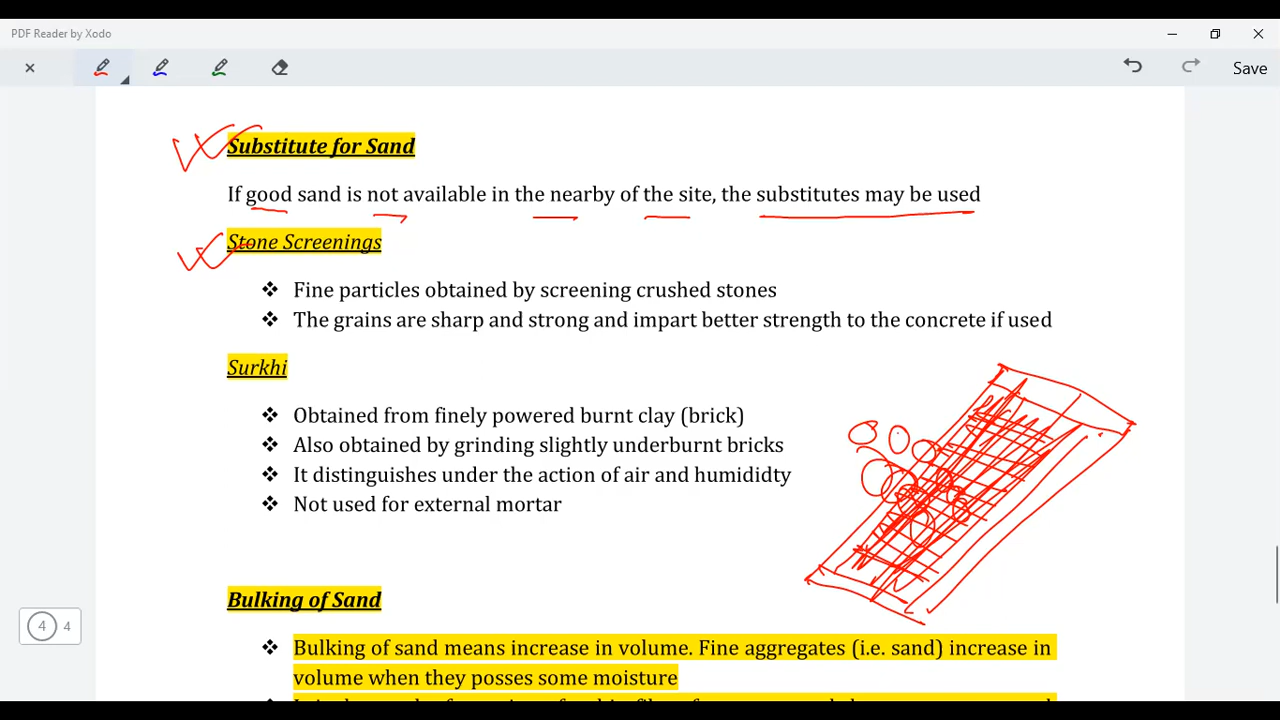 PDF Reader by Xodo
Save
Substitute for Sand
If good sand is not available in the nearby of the site, the substitutes may be used
Stone Screenings
❖ Fine particles obtained by screening crushed stones
❖ The grains are sharp and strong and impart better strength to the concrete if used
Surkhi
❖ Obtained from finely powered burnt clay (brick)
❖ Also obtained by grinding slightly underburnt bricks
❖ It distinguishes under the action of air and humididty
❖ Not used for external mortar
4 4
Bulking of Sand
❖ Bulking of sand means increase in volume. Fine aggregates (i.e. sand) increase in
volume when they posses some moisture